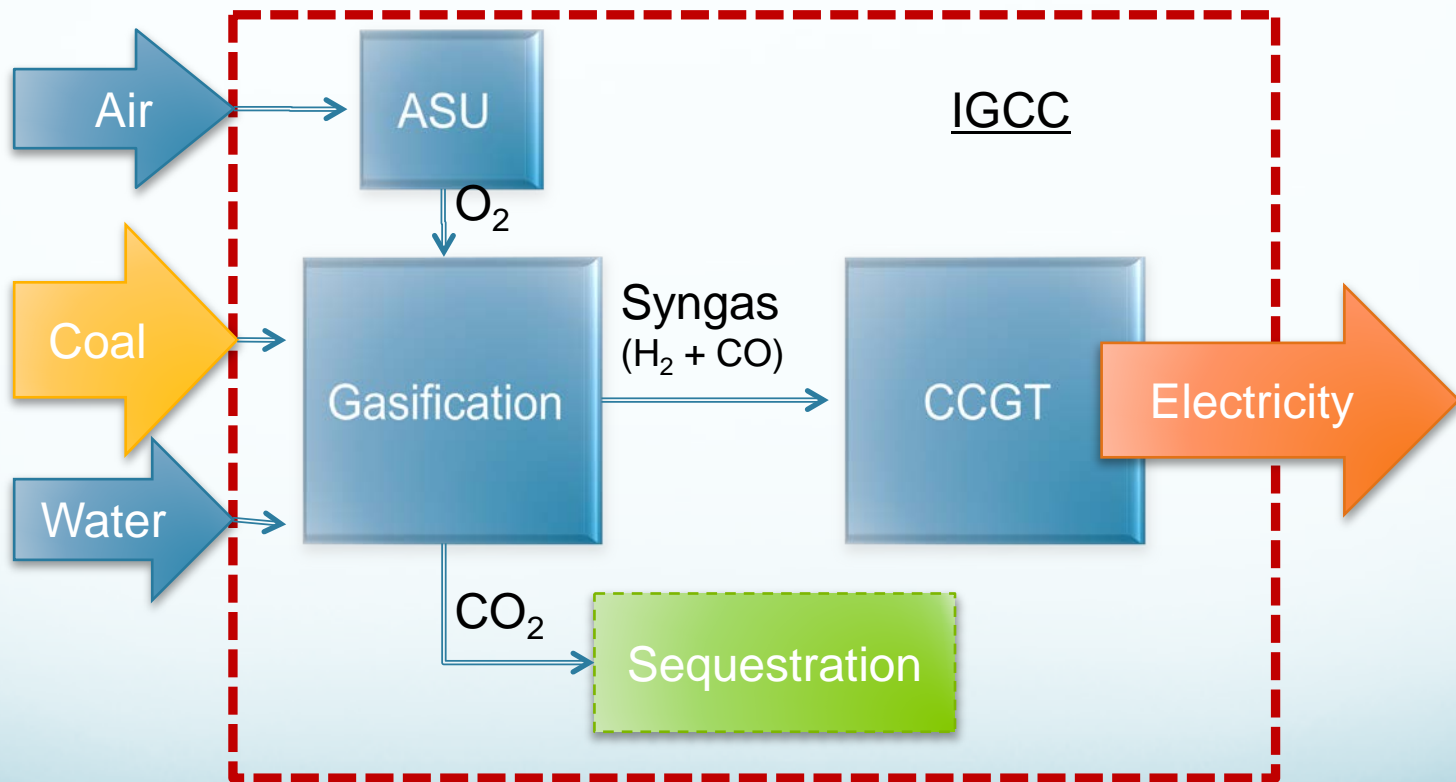 Air
ASU
IGCC
O₂
Coal
Gasification
Syngas
(H₂ + CO)
CCGT
Electricity
Water
CO₂
Sequestration